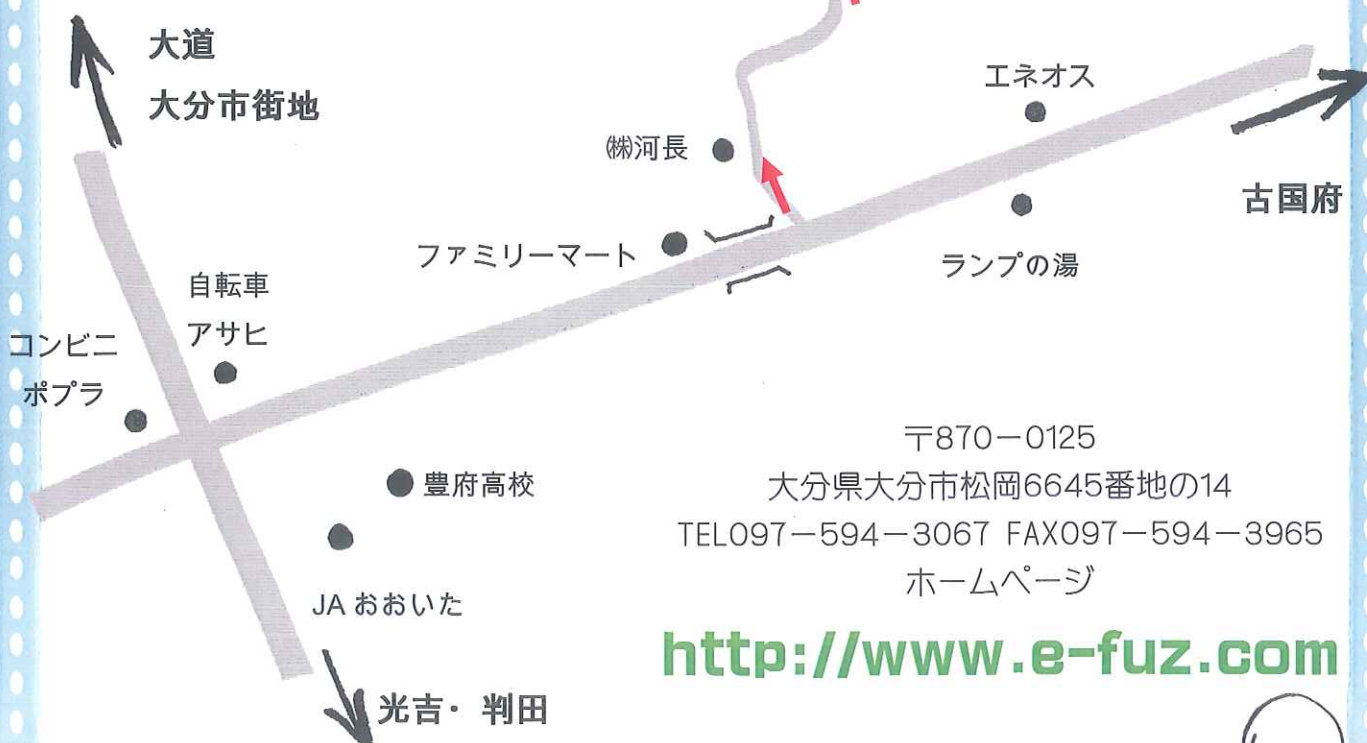 大道
大分市街地
エネオス
㈱河長
古国府
ファミリーマート
ランプの湯
自転車
アサヒ
コンビニ
ポプラ
豊府高校
JAおおいた
光吉・判田
〒870−0125
大分県大分市松岡6645番地の14
TEL097−594−3067 FAX097−594−3965
ホームページ
http://www.e-fuz.com